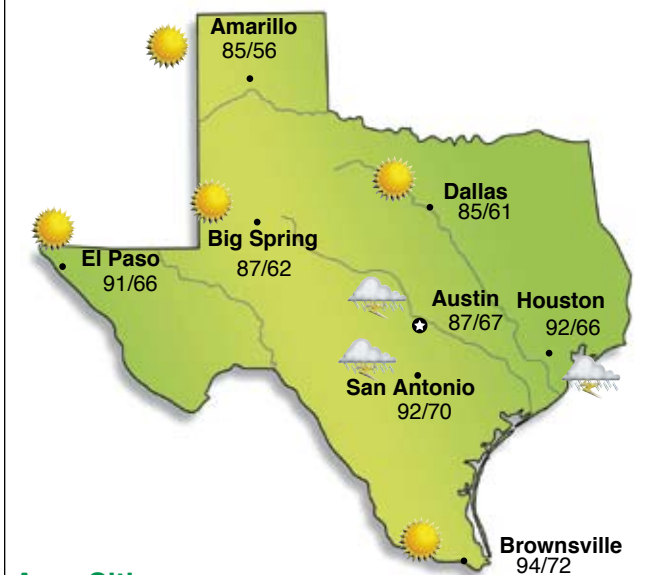 Amarillo
85/56
Dallas
85/61
Big Spring
87/62
El Paso
91/66
Austin
87/67
Houston
92/66
San Antonio
92/70
Brownsville
94/72